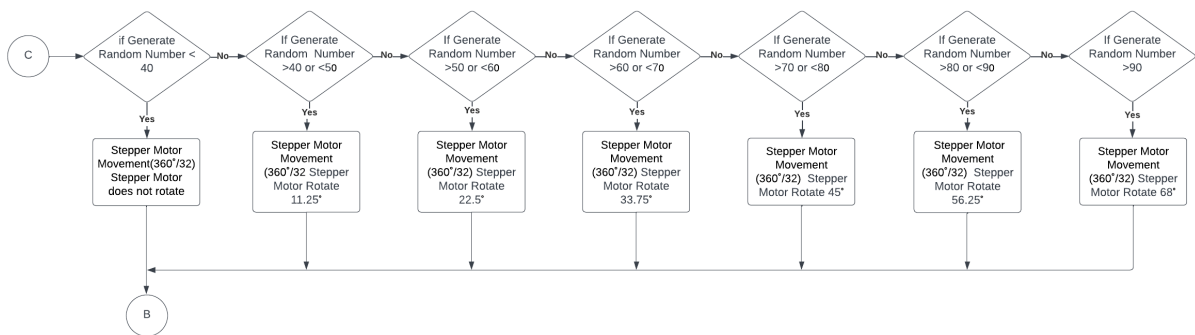 C
if Generate
Random Number <
40
No
If Generate
Random  Number
>40 or <50
No
If Generate
Random Number
>50 or <60
No
If Generate
Random Number
>60 or <70
No
If Generate
Random Number
>70 or <80
No
If Generate
Random Number
>80 or <90
No
If Generate
Random Number
>90
Yes
Yes
Yes
Yes
Yes
Yes
Stepper Motor
Movement(360°/32)
Stepper Motor
does not rotate
Stepper Motor
Movement
(360°/32 Stepper
Motor Rotate
11.25°
Stepper Motor
Movement
(360°/32) Stepper
Motor Rotate
22.5°
Stepper Motor
Movement
(360°/32) Stepper
Motor Rotate
33.75°
Stepper Motor
Movement
(360°/32)  Stepper
Motor Rotate 45°
Stepper Motor
Movement
(360°/32)  Stepper
Motor Rotate
56.25°
Stepper Motor
Movement
(360°/32) Stepper
Motor Rotate 68°
B